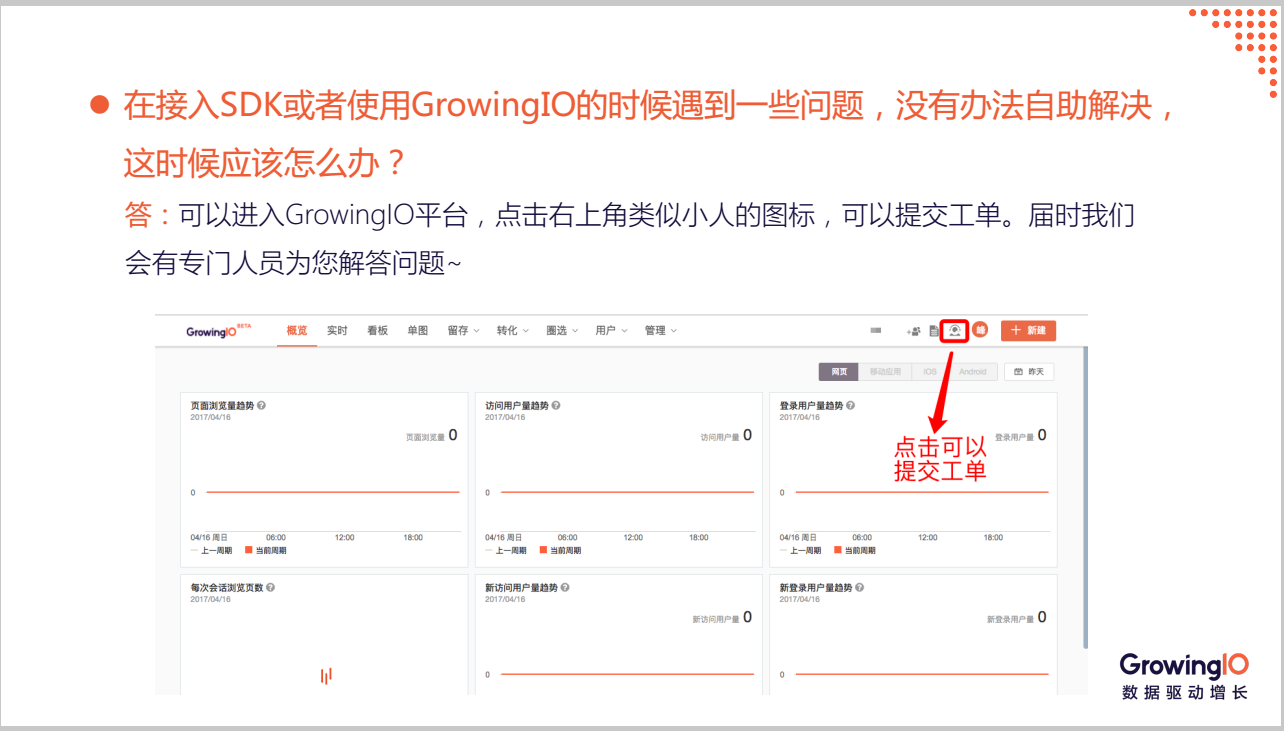 在接入SDK或者使用GrowingIO的时候遇到一些问题，没有办法自助解决，
这时候应该怎么办？
答：可以进入GrowingIO平台，点击右上角类似小人的图标，可以提交工单。届时我们
会有专门人员为您解答问题~
GrowingIO BETA 概览 实时 看板 单图 留存 转化 圈选 用户 管理 峰 + 新建
网页 移动应用 iOS Android 昨天
页面浏览量趋势 访问用户量趋势 登录用户量趋势
2017/04/16 2017/04/16 2017/04/16
页面浏览量 0 访问用户量 0 登录用户量 0
点击可以
提交工单
0 0 0
04/16 周日 06:00 12:00 18:00 04/16 周日 06:00 12:00 18:00 04/16 周日 06:00 12:00 18:00
上一周期 当前周期 上一周期 当前周期 上一周期 当前周期
每次会话浏览页数 新访问用户量趋势 新登录用户量趋势
2017/04/16 2017/04/16 2017/04/16
新访问用户量 0 新登录用户量 0
0 0
GrowingIO
数据驱动增长